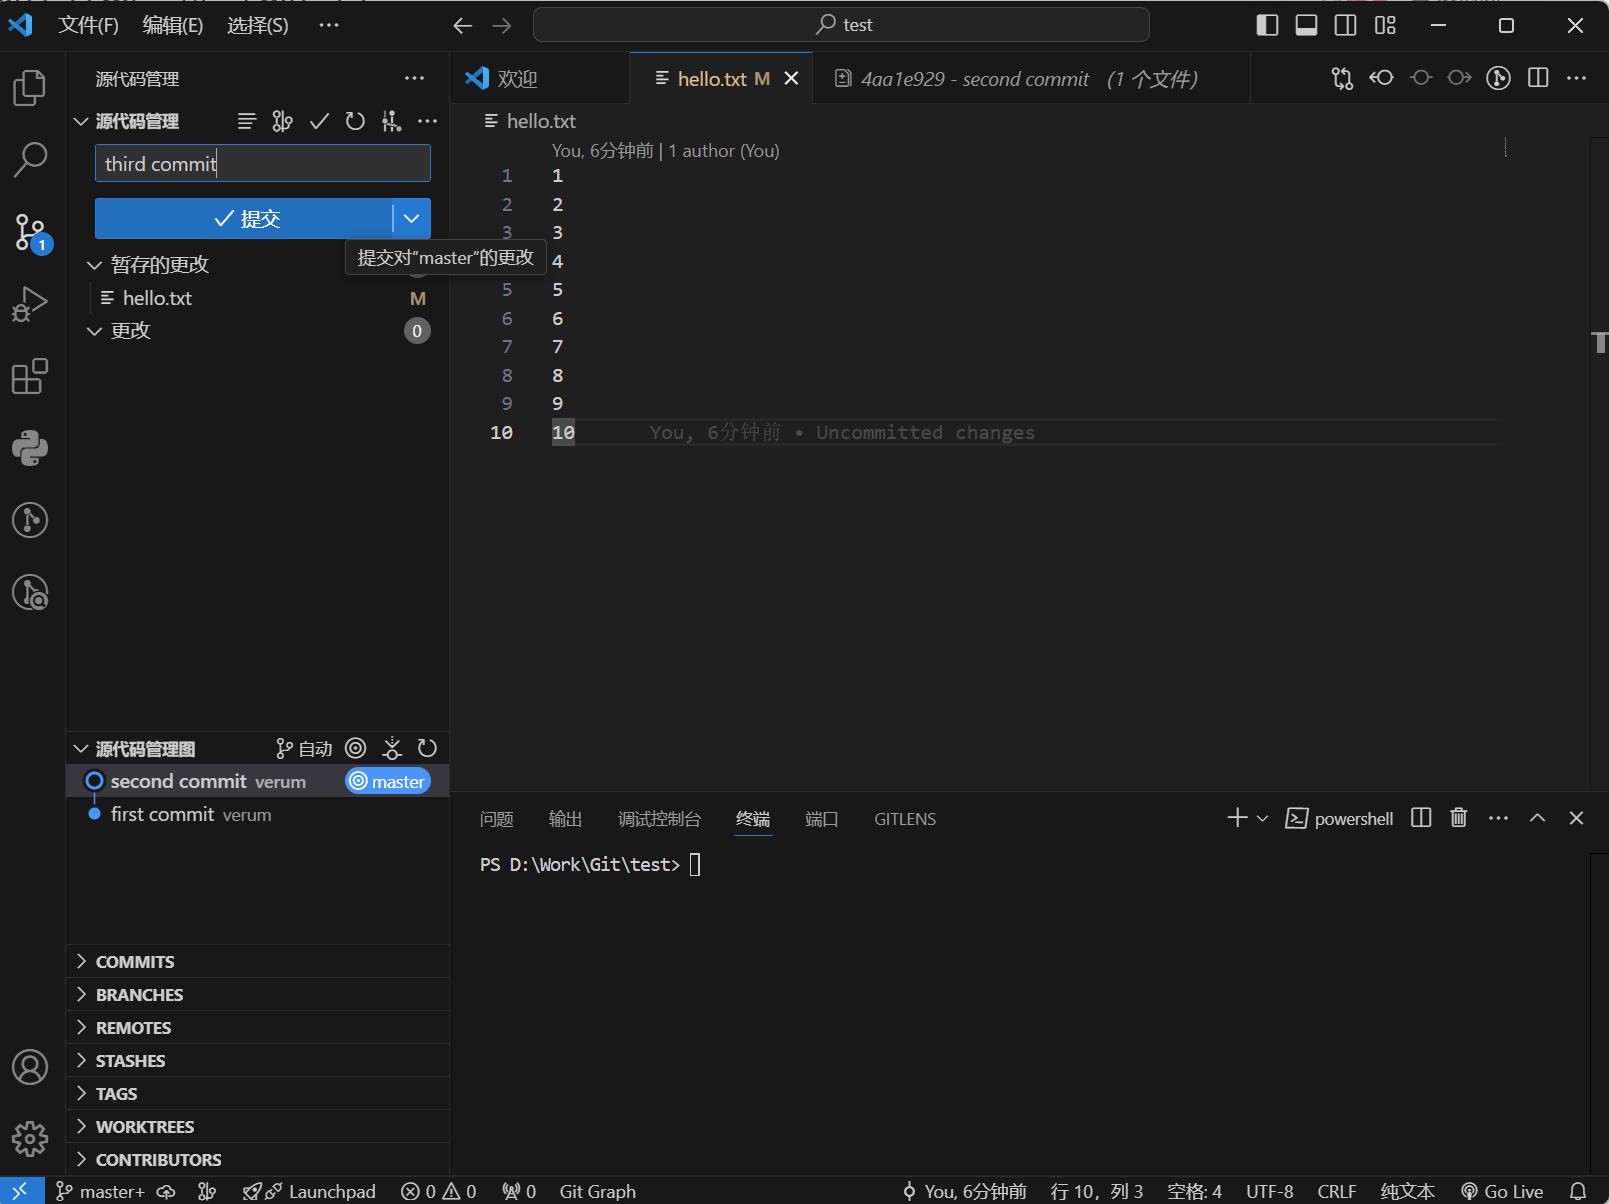 文件(F) 编辑(E) 选择(S) ··· test
源代码管理 ···
源代码管理 ···
third commit
提交
提交对“master”的更改
暂存的更改
hello.txt M
更改 0
1
欢迎 hello.txt M 4aa1e929 - second commit (1 个文件) ···
hello.txt
You, 6分钟前 | 1 author (You)
1 1
2 2
3 3
4
5 5
6 6
7 7
8 8
9 9
10 10 You, 6分钟前 • Uncommitted changes
源代码管理图 自动
second commit verum master
first commit verum
COMMITS
BRANCHES
REMOTES
STASHES
TAGS
WORKTREES
CONTRIBUTORS
问题 输出 调试控制台 终端 端口 GITLENS powershell ···
PS D:\Work\Git\test>
master+ Launchpad 0 0 0 Git Graph You, 6分钟前 行 10，列 3 空格: 4 UTF-8 CRLF 纯文本 Go Live